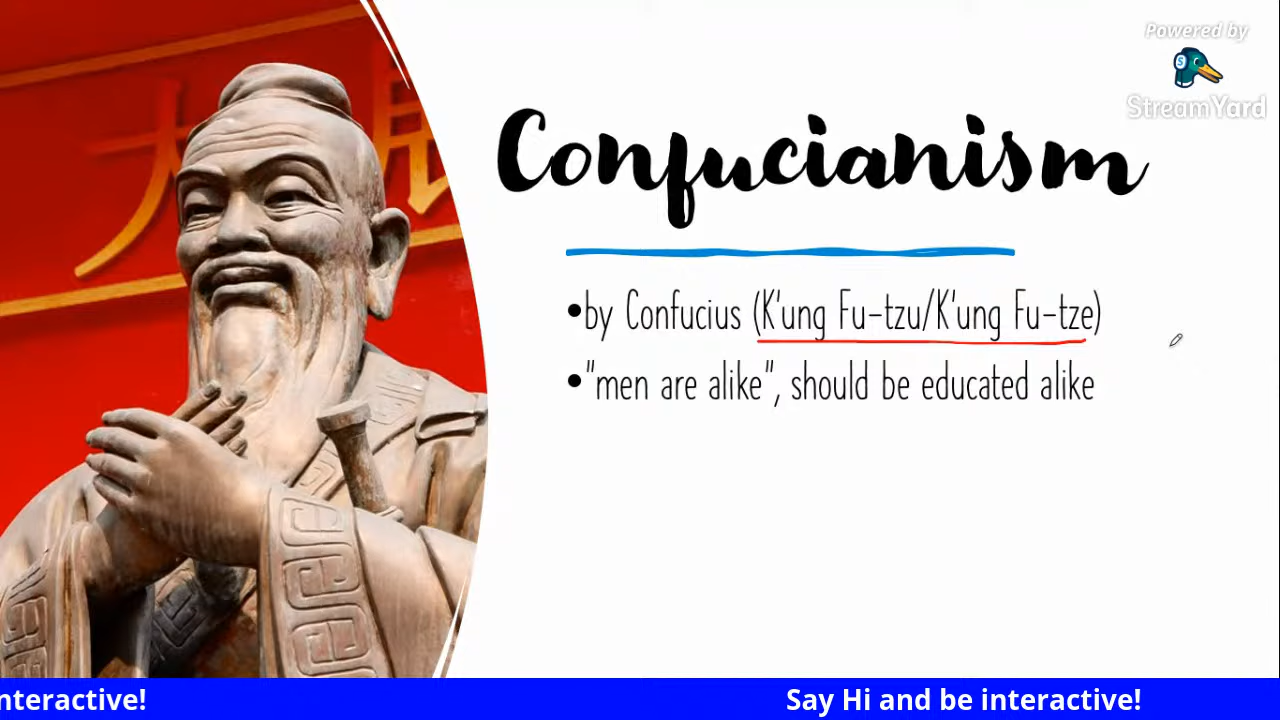 Powered by
StreamYard
Confucianism
•by Confucius (K'ung Fu-tzu/K'ung Fu-tze)
•"men are alike", should be educated alike
nteractive!
Say Hi and be interactive!